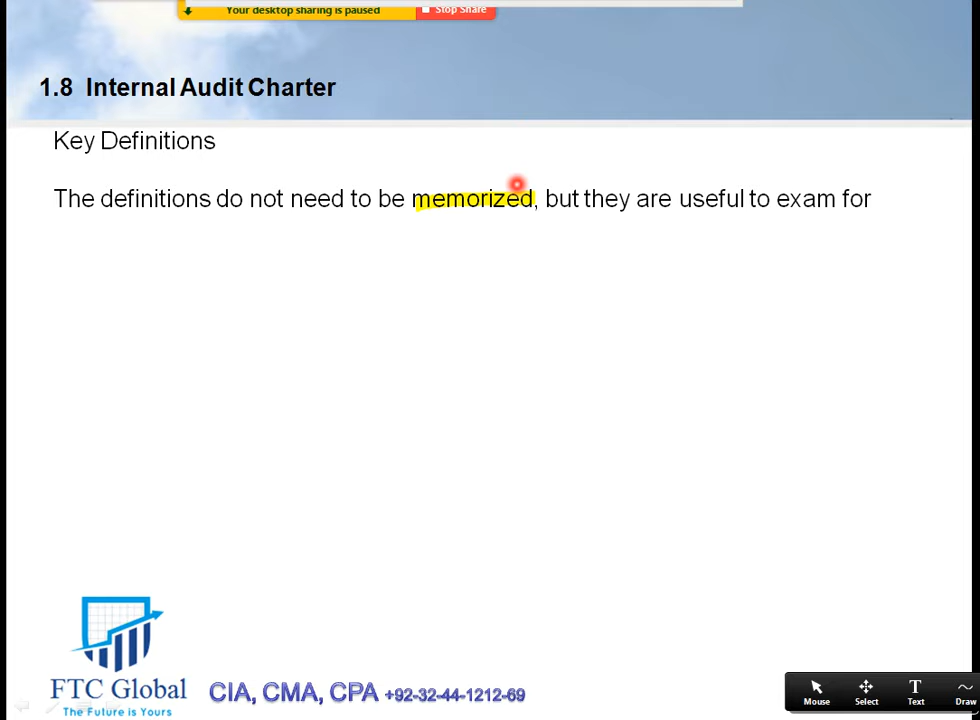 Your desktop sharing is paused
Stop Share
1.8 Internal Audit Charter
Key Definitions
The definitions do not need to be memorized, but they are useful to exam for
FTC Global
The Future is Yours
CIA, CMA, CPA +92-32-44-1212-69
Mouse
Select
T
Text
Draw